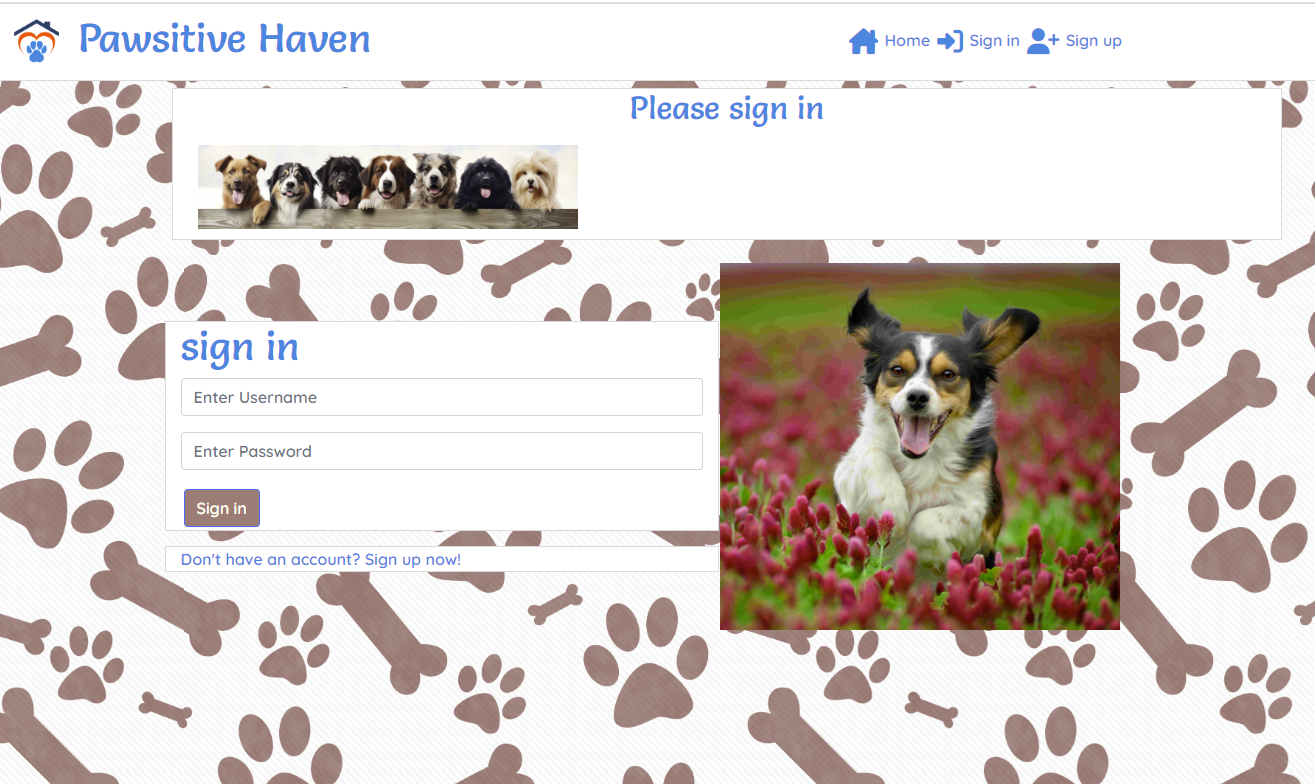 Pawsitive Haven
Home Sign in Sign up
Please sign in
sign in
Enter Username
Enter Password
Sign in
Don't have an account? Sign up now!